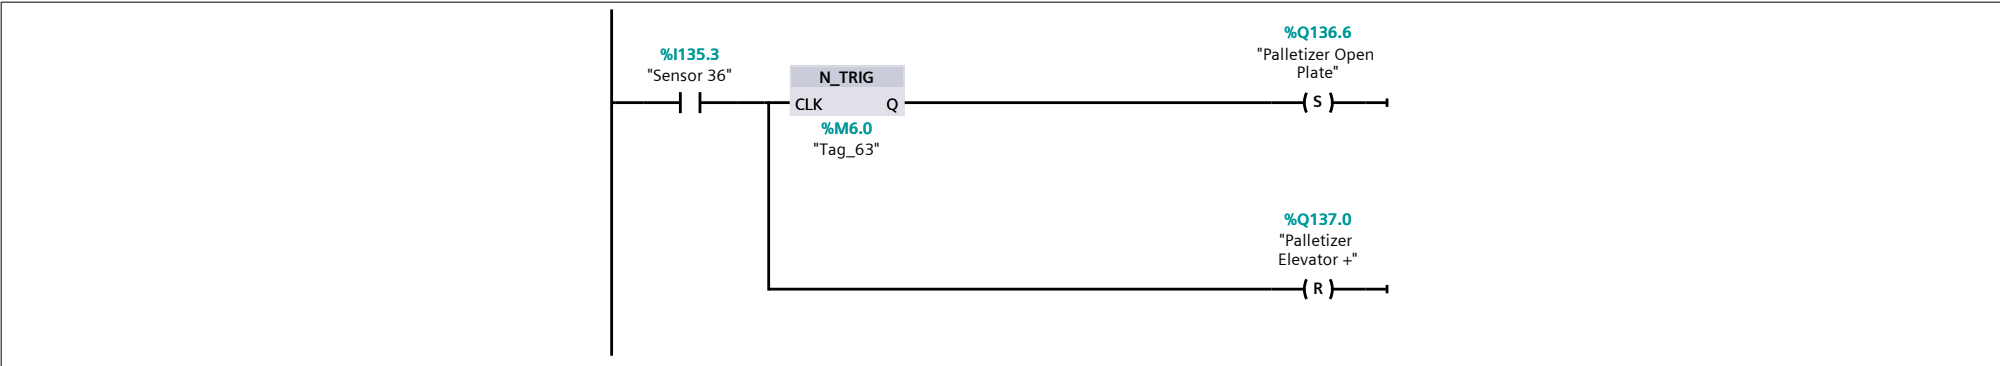 %Q136.6
"Palletizer Open
Plate"
%I135.3
"Sensor 36"
N_TRIG
CLK Q
S
%M6.0
"Tag_63"
%Q137.0
"Palletizer
Elevator +"
R